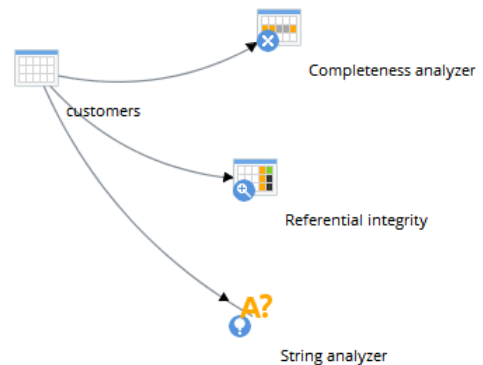 Completeness analyzer
customers
Referential integrity
A?
String analyzer